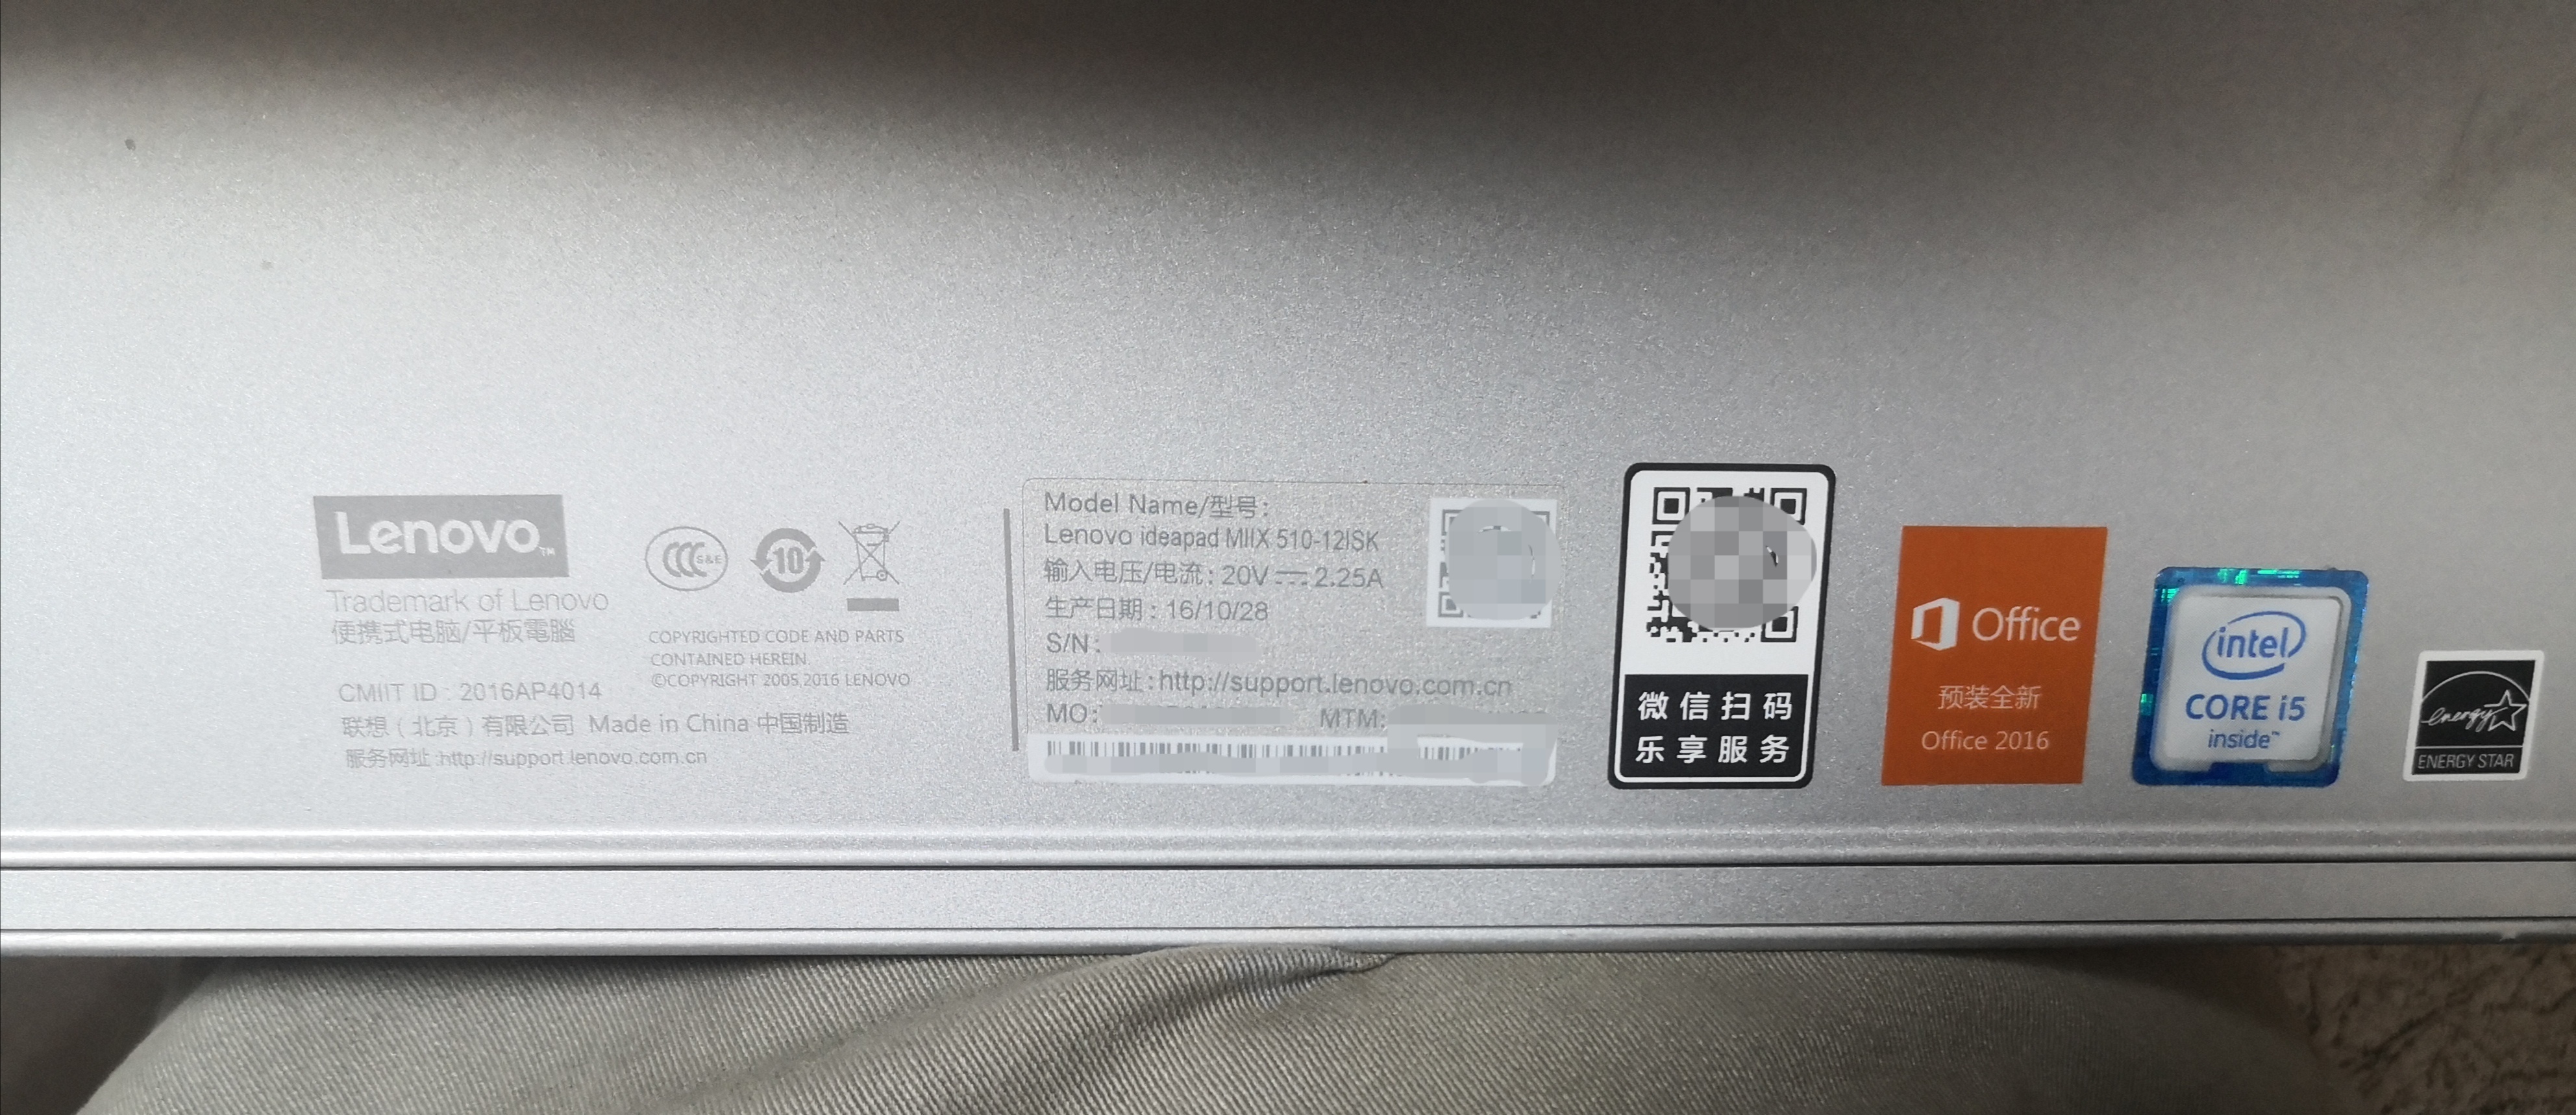 Lenovo™
Trademark of Lenovo
便携式电脑/平板電腦
CMIIT ID : 2016AP4014
联想（北京）有限公司 Made in China 中国制造
服务网址:http://support.lenovo.com.cn
CCC S&E
10
COPYRIGHTED CODE AND PARTS
CONTAINED HEREIN.
©COPYRIGHT 2005,2016 LENOVO
Model Name/型号:
Lenovo ideapad MIIX 510-12ISK
输入电压/电流: 20V⎓2.25A
生产日期: 16/10/28
S/N:
服务网址:http://support.lenovo.com.cn
MO: MTM:
微信扫码
乐享服务
Office
预装全新
Office 2016
intel
CORE i5
inside™
energy
ENERGY STAR